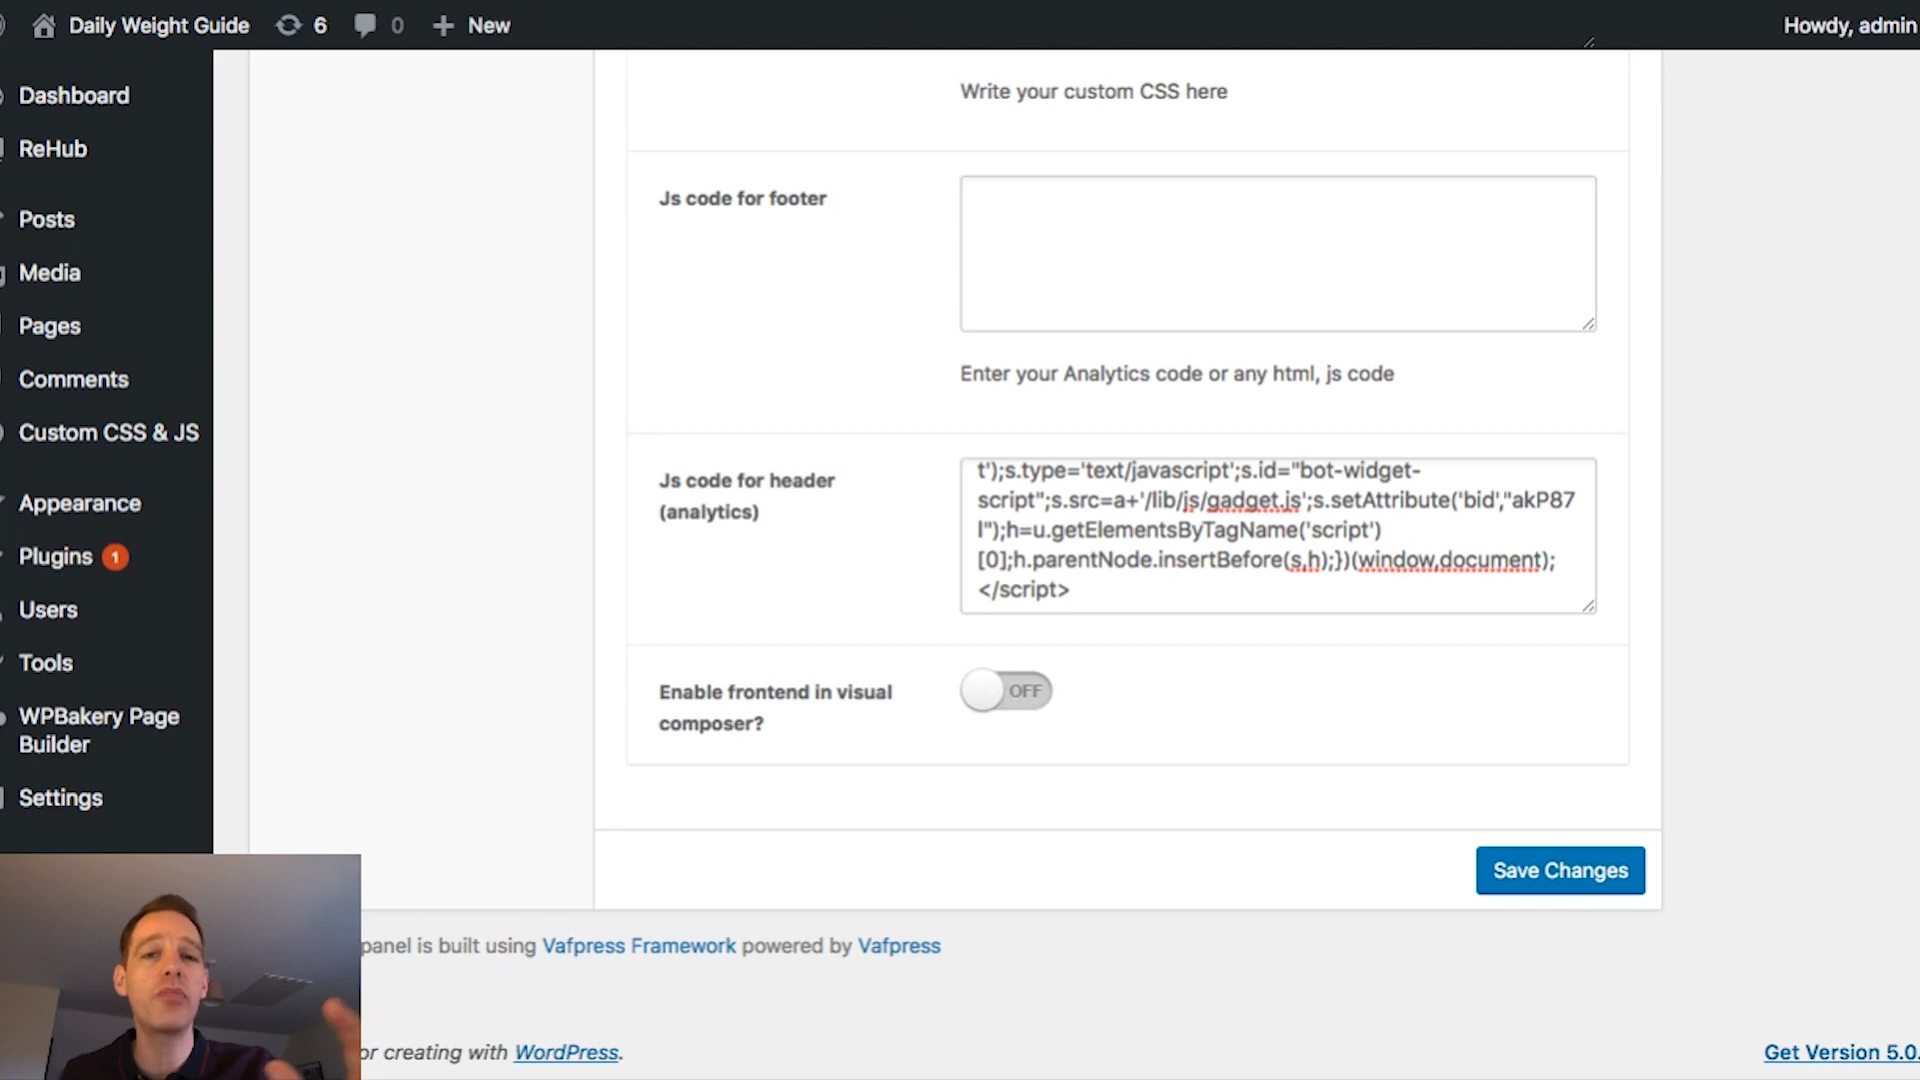 Daily Weight Guide 6 0 New Howdy, admin
Dashboard
ReHub
Posts
Media
Pages
Comments
Custom CSS & JS
Appearance
Plugins 1
Users
Tools
WPBakery Page
Builder
Settings
Write your custom CSS here
Js code for footer
Enter your Analytics code or any html, js code
Js code for header
(analytics)
t');s.type='text/javascript';s.id="bot-widget-
script";s.src=a+'/lib/js/gadget.js';s.setAttribute('bid',"akP87
l");h=u.getElementsByTagName('script')
[0];h.parentNode.insertBefore(s,h);})(window,document);
</script>
Enable frontend in visual
composer?
OFF
Save Changes
panel is built using Vafpress Framework powered by Vafpress
or creating with WordPress.
Get Version 5.0.